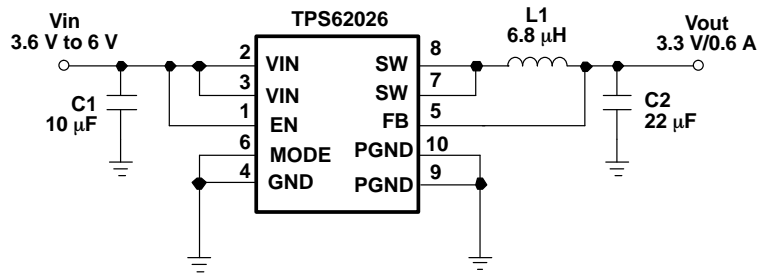 TPS62026
Vin
3.6 V to 6 V
L1
6.8 μH
Vout
3.3 V/0.6 A
2
VIN
SW
8
3
VIN
SW
7
C1
10 μF
1
EN
FB
5
C2
22 μF
6
MODE
PGND
10
4
GND
PGND
9